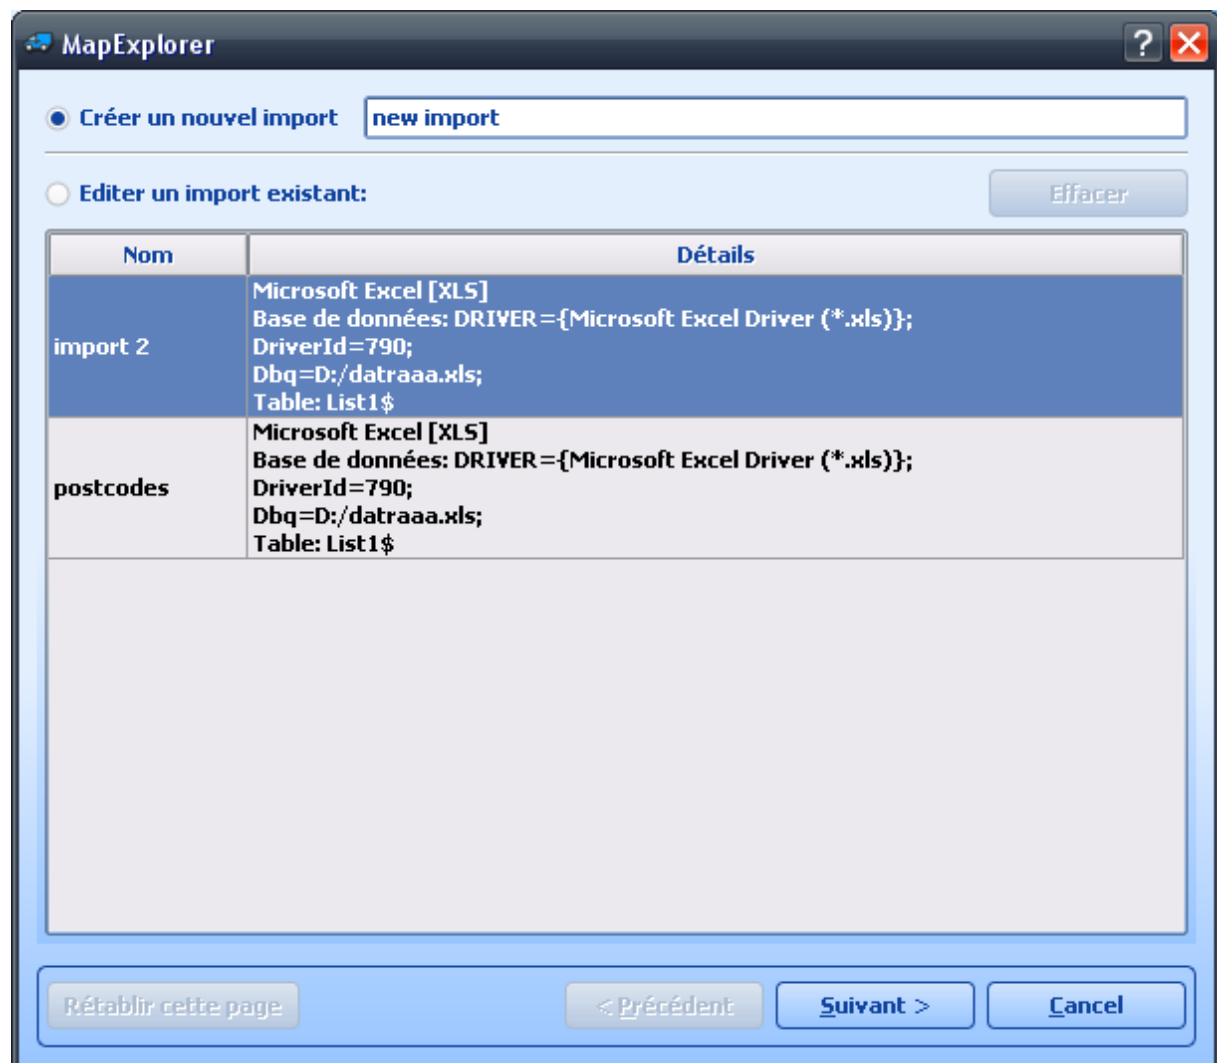 MapExplorer
?
Créer un nouvel import new import
Editer un import existant: Effacer
Nom Détails
import 2
Microsoft Excel [XLS]
Base de données: DRIVER={Microsoft Excel Driver (*.xls)};
DriverId=790;
Dbq=D:/datraaa.xls;
Table: List1$
postcodes
Microsoft Excel [XLS]
Base de données: DRIVER={Microsoft Excel Driver (*.xls)};
DriverId=790;
Dbq=D:/datraaa.xls;
Table: List1$
Rétablir cette page < Précédent Suivant > Cancel